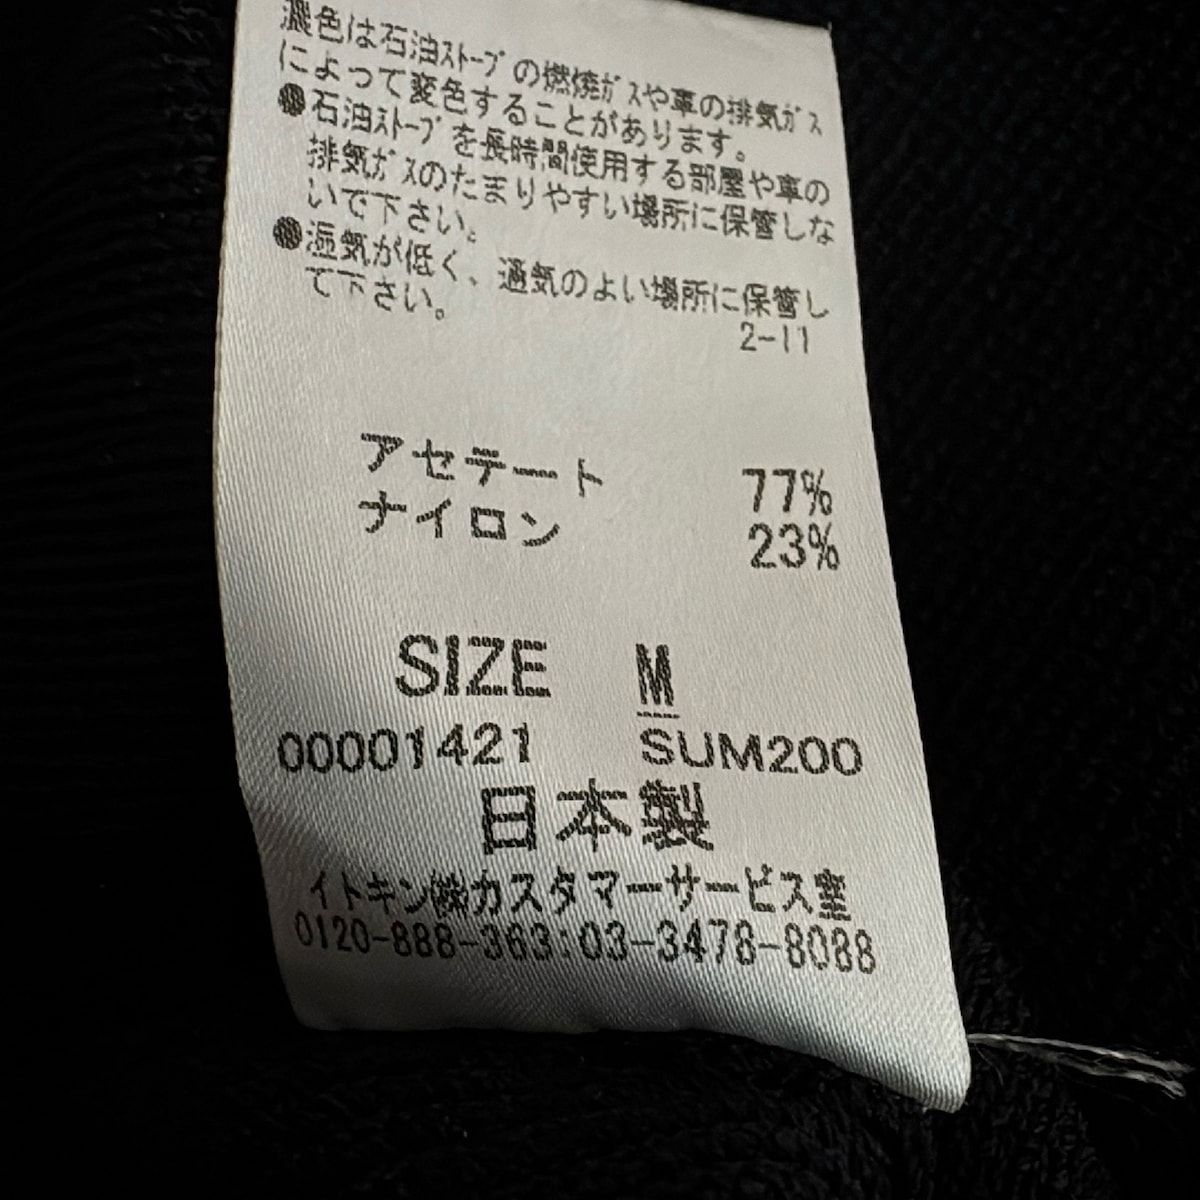 濃色は石油ｽﾄｰﾌﾞの燃焼ｶﾞｽや車の排気ｶﾞｽ
によって変色することがあります。
●石油ｽﾄｰﾌﾞを長時間使用する部屋や車の
排気ｶﾞｽのたまりやすい場所に保管しな
いで下さい。
●湿気が低く、通気のよい場所に保管し
て下さい。
2-11
アセテート 77%
ナイロン 23%
SIZE M
00001421 SUM200
日本製
イトキン㈱カスタマーサービス室
0120-888-363:03-3478-8088